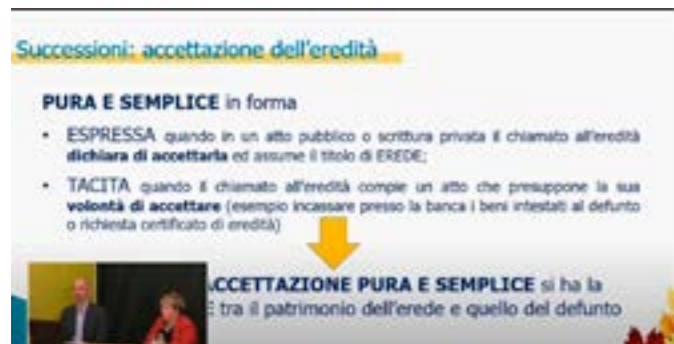 Successioni: accettazione dell'eredità
PURA E SEMPLICE in forma
• ESPRESSA quando in un atto pubblico o scrittura privata il chiamato all'eredità
dichiara di accettarla ed assume il titolo di EREDE;
• TACITA quando il chiamato all'eredità compie un atto che presuppone la sua
volontà di accettare (esempio incassare presso la banca i beni intestati al defunto
o richiesta certificato di eredità)
CCETTAZIONE PURA E SEMPLICE si ha la
E tra il patrimonio dell'erede e quello del defunto